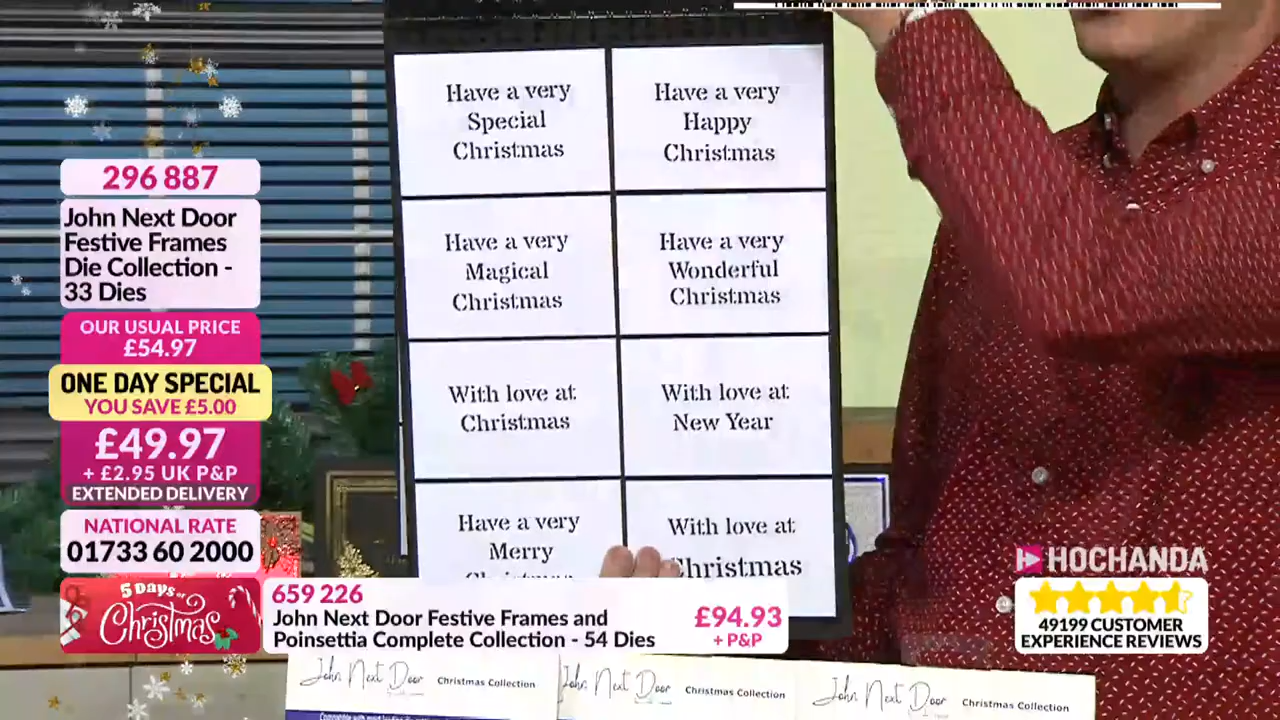 Have a very
Special
Christmas
Have a very
Happy
Christmas
Have a very
Magical
Christmas
Have a very
Wonderful
Christmas
With love at
Christmas
With love at
New Year
Have a very
Merry
With love at
Christmas
296 887
John Next Door
Festive Frames
Die Collection -
33 Dies
OUR USUAL PRICE
£54.97
ONE DAY SPECIAL
YOU SAVE £5.00
£49.97
+ £2.95 UK P&P
EXTENDED DELIVERY
NATIONAL RATE
01733 60 2000
5 Days of
Christmas
659 226
John Next Door Festive Frames and
Poinsettia Complete Collection - 54 Dies
£94.93
+ P&P
HOCHANDA
49199 CUSTOMER
EXPERIENCE REVIEWS
John Next Door Christmas Collection
John Next Door Christmas Collection
John Next Door Christmas Collection